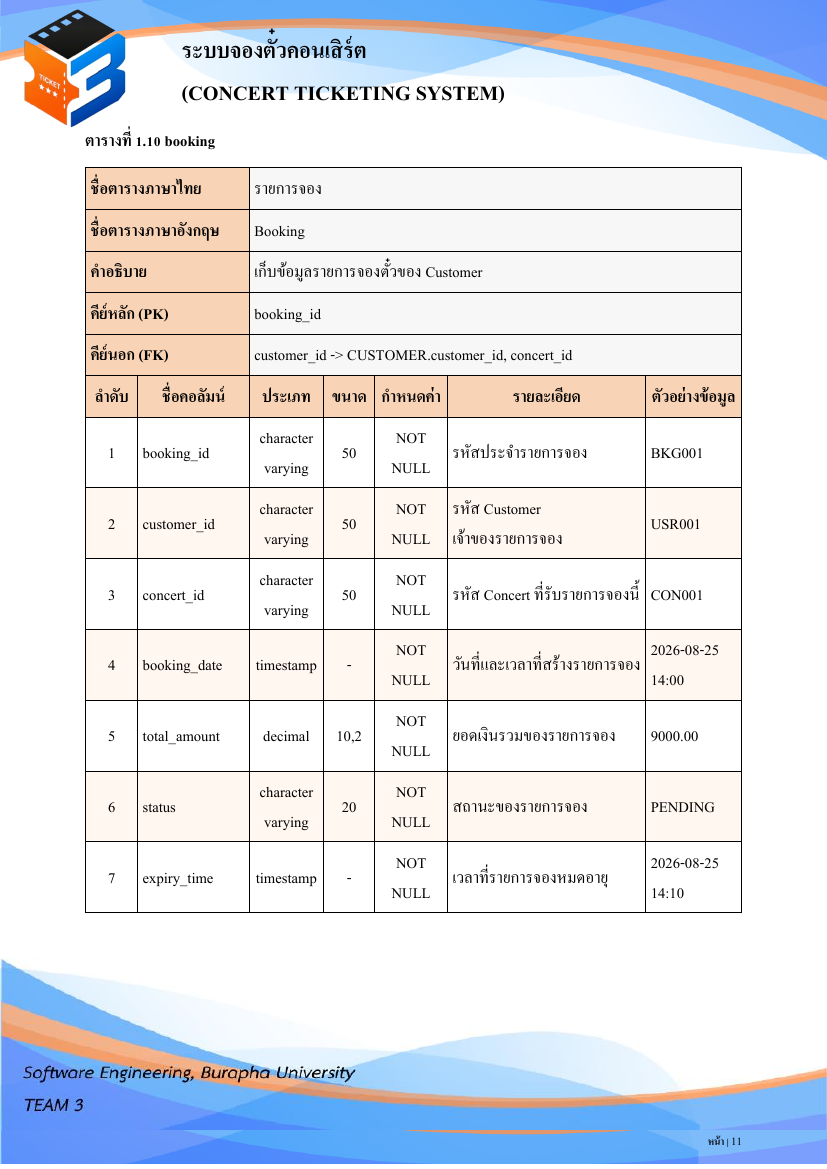 ระบบจองตั๋วคอนเสิร์ต
(CONCERT TICKETING SYSTEM)
TICKET
ตารางที่ 1.10 booking
ชื่อตารางภาษาไทย รายการจอง
ชื่อตารางภาษาอังกฤษ Booking
คำอธิบาย เก็บข้อมูลรายการจองตั๋วของ Customer
คีย์หลัก (PK) booking_id
คีย์นอก (FK) customer_id -> CUSTOMER.customer_id, concert_id
ลำดับ ชื่อคอลัมน์ ประเภท ขนาด กำหนดค่า รายละเอียด ตัวอย่างข้อมูล
1 booking_id character varying 50 NOT NULL รหัสประจำรายการจอง BKG001
2 customer_id character varying 50 NOT NULL รหัส Customer เจ้าของรายการจอง USR001
3 concert_id character varying 50 NOT NULL รหัส Concert ที่รับรายการจองนี้ CON001
4 booking_date timestamp - NOT NULL วันที่และเวลาที่สร้างรายการจอง 2026-08-25 14:00
5 total_amount decimal 10,2 NOT NULL ยอดเงินรวมของรายการจอง 9000.00
6 status character varying 20 NOT NULL สถานะของรายการจอง PENDING
7 expiry_time timestamp - NOT NULL เวลาที่รายการจองหมดอายุ 2026-08-25 14:10
Software Engineering, Burapha University
TEAM 3
หน้า | 11